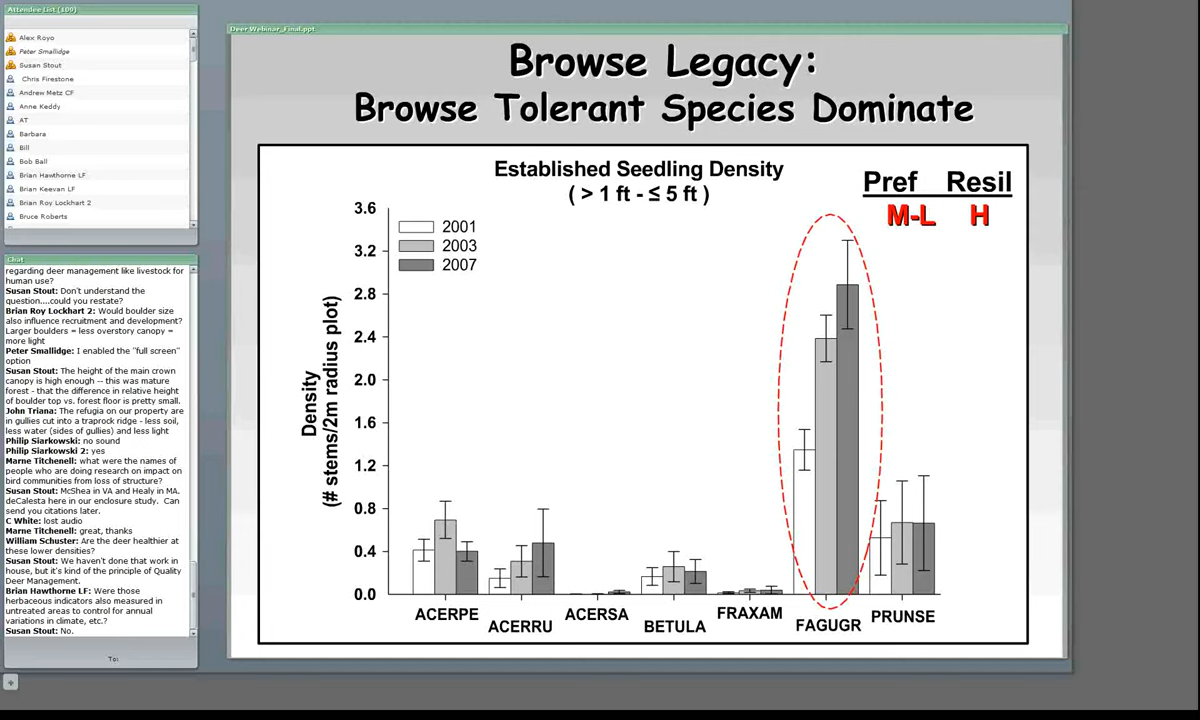 Attendee List (109)
Alex Royo
Peter Smallidge
Susan Stout
Chris Firestone
Andrew Metz CF
Anne Keddy
AT
Barbara
Bill
Bob Ball
Brian Hawthorne LF
Brian Keevan LF
Brian Roy Lockhart 2
Bruce Roberts
Chat
regarding deer management like livestock for
human use?
Susan Stout: Don't understand the
question....could you restate?
Brian Roy Lockhart 2: Would boulder size
also influence recruitment and development?
Larger boulders = less overstory canopy =
more light
Peter Smallidge: I enabled the "full screen"
option
Susan Stout: The height of the main crown
canopy is high enough -- this was mature
forest - that the difference in relative height
of boulder top vs. forest floor is pretty small.
John Triana: The refugia on our property are
in gullies cut into a traprock ridge - less soil,
less water (sides of gullies) and less light
Philip Siarkowski: no sound
Philip Siarkowski 2: yes
Marne Titchenell: what were the names of
people who are doing research on impact on
bird communities from loss of structure?
Susan Stout: McShea in VA and Healy in MA.
deCalesta here in our enclosure study. Can
send you citations later.
C White: lost audio
Marne Titchenell: great, thanks
William Schuster: Are the deer healthier at
these lower densities?
Susan Stout: We haven't done that work in
house, but it's kind of the principle of Quality
Deer Management.
Brian Hawthorne LF: Were those
herbaceous indicators also measured in
untreated areas to control for annual
variations in climate, etc.?
Susan Stout: No.
To:
Deer Webinar_Final.ppt
Browse Legacy:
Browse Tolerant Species Dominate
Established Seedling Density
( > 1 ft - ≤ 5 ft )
Pref Resil
M-L H
2001
2003
2007
Density
(# stems/2m radius plot)
3.6
3.2
2.8
2.4
2.0
1.6
1.2
0.8
0.4
0.0
ACERPE
ACERRU
ACERSA
BETULA
FRAXAM
FAGUGR
PRUNSE